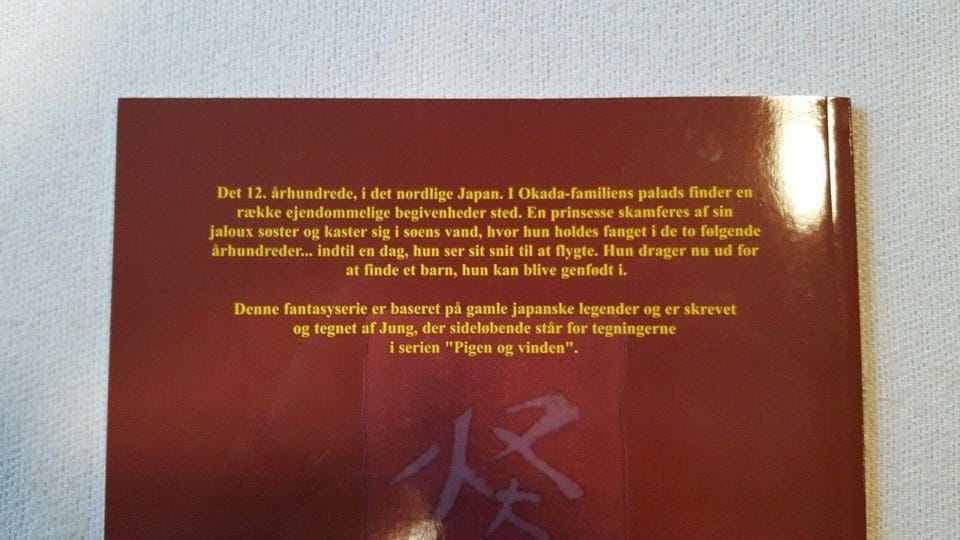 Det 12. århundrede, i det nordlige Japan. I Okada-familiens palads finder en
række ejendommelige begivenheder sted. En prinsesse skamferes af sin
jaloux søster og kaster sig i søens vand, hvor hun holdes fanget i de to følgende
århundreder... indtil en dag, hun ser sit snit til at flygte. Hun drager nu ud for
at finde et barn, hun kan blive genfødt i.
Denne fantasyserie er baseret på gamle japanske legender og er skrevet
og tegnet af Jung, der sideløbende står for tegningerne
i serien "Pigen og vinden".